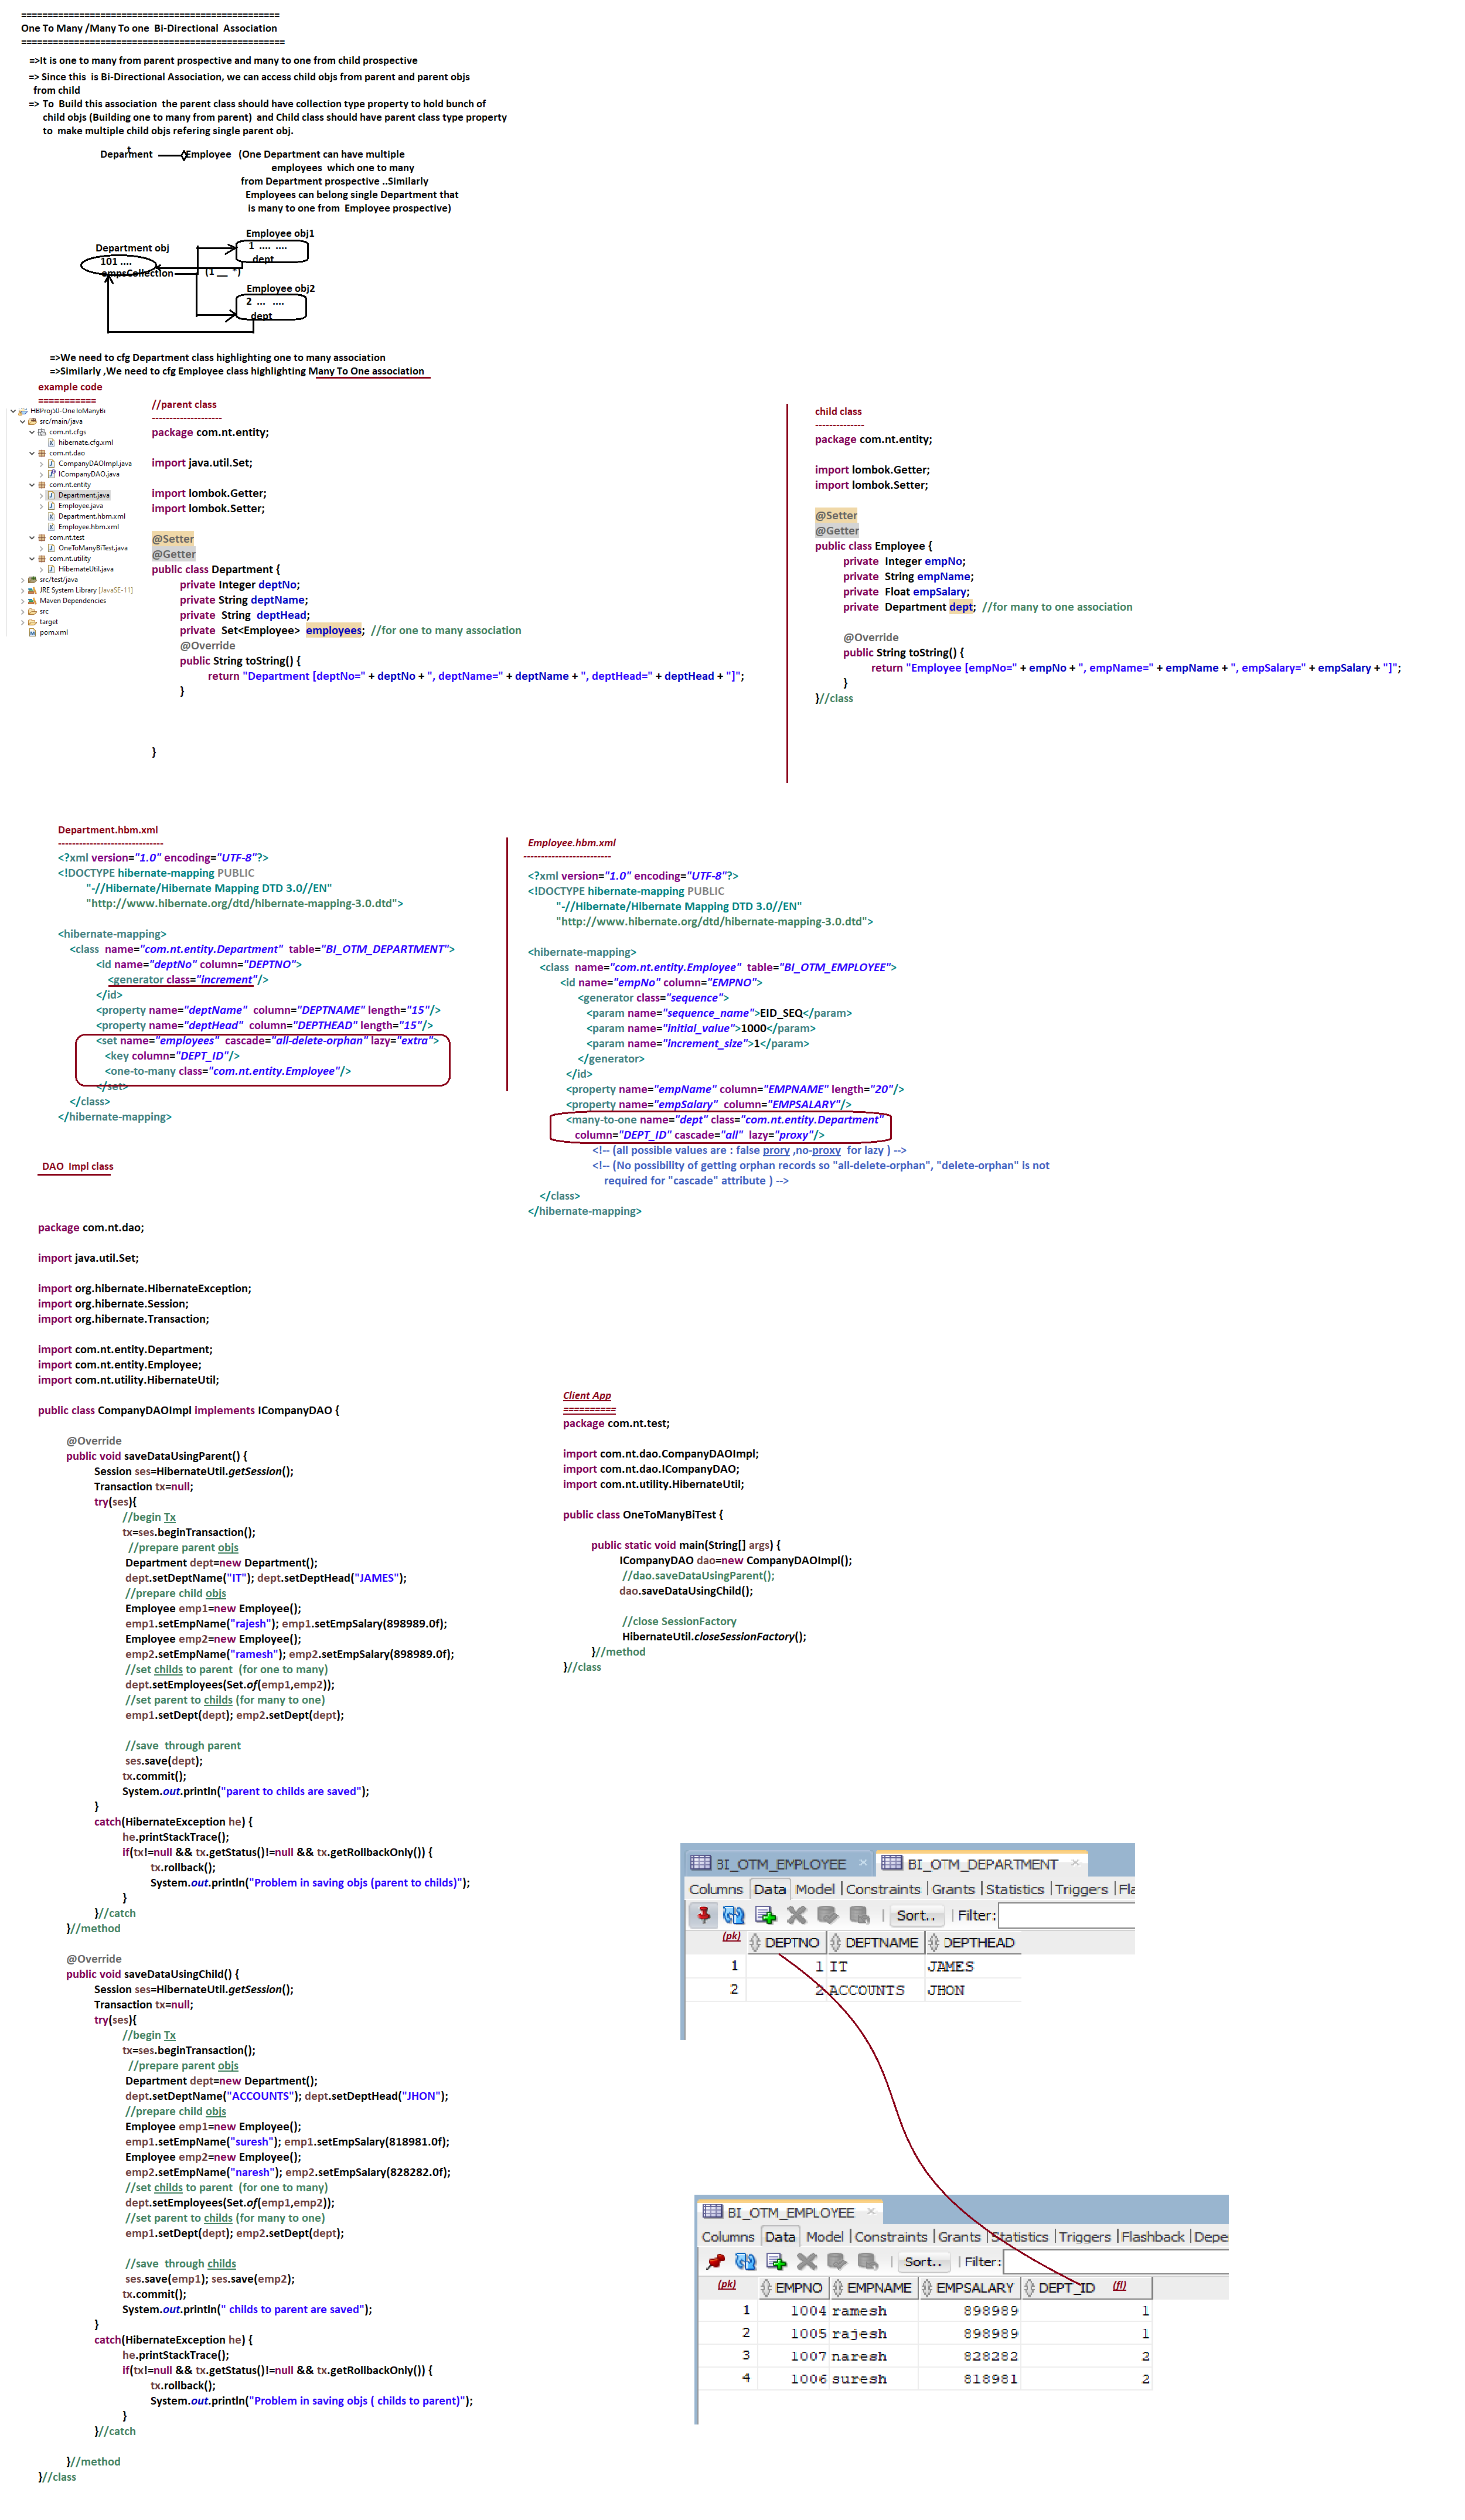 =================================================
One To Many /Many To one  Bi-Directional  Association
==================================================
=>It is one to many from parent prospective and many to one from child prospective
=> Since this  is Bi-Directional Association, we can access child objs from parent and parent objs
from child
=> To  Build this association  the parent class should have collection type property to hold bunch of
child objs (Building one to many from parent)  and Child class should have parent class type property
to  make multiple child objs refering single parent obj.
t
Deparment
Employee   (One Department can have multiple
employees  which one to many
from Department prospective ..Similarly
Employees can belong single Department that
is many to one from  Employee prospective)
Employee obj1
1  ....  ....
dept
Department obj
101 ....
empsCollection
(1 __  *)
Employee obj2
2  ...   ....
dept
=>We need to cfg Department class highlighting one to many association
=>Similarly ,We need to cfg Employee class highlighting Many To One association
example code
===========
HBProj50-OneToManyBi
src/main/java
com.nt.cfgs
hibernate.cfg.xml
com.nt.dao
CompanyDAOImpl.java
ICompanyDAO.java
com.nt.entity
Department.java
Employee.java
Department.hbm.xml
Employee.hbm.xml
com.nt.test
OneToManyBiTest.java
com.nt.utility
HibernateUtil.java
src/test/java
JRE System Library [JavaSE-11]
Maven Dependencies
src
target
pom.xml
//parent class
--------------------
package com.nt.entity;
import java.util.Set;
import lombok.Getter;
import lombok.Setter;
@Setter
@Getter
public class Department {
private Integer deptNo;
private String deptName;
private  String  deptHead;
private  Set<Employee>  employees;  //for one to many association
@Override
public String toString() {
return "Department [deptNo=" + deptNo + ", deptName=" + deptName + ", deptHead=" + deptHead + "]";
}
}
child class
--------------
package com.nt.entity;
import lombok.Getter;
import lombok.Setter;
@Setter
@Getter
public class Employee {
private  Integer empNo;
private  String empName;
private  Float empSalary;
private  Department dept;  //for many to one association
@Override
public String toString() {
return "Employee [empNo=" + empNo + ", empName=" + empName + ", empSalary=" + empSalary + "]";
}
}//class
Department.hbm.xml
------------------------------
<?xml version="1.0" encoding="UTF-8"?>
<!DOCTYPE hibernate-mapping PUBLIC
"-//Hibernate/Hibernate Mapping DTD 3.0//EN"
"http://www.hibernate.org/dtd/hibernate-mapping-3.0.dtd">
<hibernate-mapping>
<class  name="com.nt.entity.Department"  table="BI_OTM_DEPARTMENT">
<id name="deptNo" column="DEPTNO">
<generator class="increment"/>
</id>
<property name="deptName"  column="DEPTNAME" length="15"/>
<property name="deptHead"  column="DEPTHEAD" length="15"/>
<set name="employees"  cascade="all-delete-orphan" lazy="extra">
<key column="DEPT_ID"/>
<one-to-many class="com.nt.entity.Employee"/>
</set>
</class>
</hibernate-mapping>
Employee.hbm.xml
-------------------------
<?xml version="1.0" encoding="UTF-8"?>
<!DOCTYPE hibernate-mapping PUBLIC
"-//Hibernate/Hibernate Mapping DTD 3.0//EN"
"http://www.hibernate.org/dtd/hibernate-mapping-3.0.dtd">
<hibernate-mapping>
<class  name="com.nt.entity.Employee"  table="BI_OTM_EMPLOYEE">
<id name="empNo" column="EMPNO">
<generator class="sequence">
<param name="sequence_name">EID_SEQ</param>
<param name="initial_value">1000</param>
<param name="increment_size">1</param>
</generator>
</id>
<property name="empName" column="EMPNAME" length="20"/>
<property name="empSalary"  column="EMPSALARY"/>
<many-to-one name="dept" class="com.nt.entity.Department"
column="DEPT_ID" cascade="all"  lazy="proxy"/>
<!-- (all possible values are : false prory ,no-proxy  for lazy ) -->
<!-- (No possibility of getting orphan records so "all-delete-orphan", "delete-orphan" is not
required for "cascade" attribute ) -->
</class>
</hibernate-mapping>
DAO  Impl class
package com.nt.dao;
import java.util.Set;
import org.hibernate.HibernateException;
import org.hibernate.Session;
import org.hibernate.Transaction;
import com.nt.entity.Department;
import com.nt.entity.Employee;
import com.nt.utility.HibernateUtil;
public class CompanyDAOImpl implements ICompanyDAO {
@Override
public void saveDataUsingParent() {
Session ses=HibernateUtil.getSession();
Transaction tx=null;
try(ses){
//begin Tx
tx=ses.beginTransaction();
//prepare parent objs
Department dept=new Department();
dept.setDeptName("IT"); dept.setDeptHead("JAMES");
//prepare child objs
Employee emp1=new Employee();
emp1.setEmpName("rajesh"); emp1.setEmpSalary(898989.0f);
Employee emp2=new Employee();
emp2.setEmpName("ramesh"); emp2.setEmpSalary(898989.0f);
//set childs to parent  (for one to many)
dept.setEmployees(Set.of(emp1,emp2));
//set parent to childs (for many to one)
emp1.setDept(dept); emp2.setDept(dept);
//save  through parent
ses.save(dept);
tx.commit();
System.out.println("parent to childs are saved");
}
catch(HibernateException he) {
he.printStackTrace();
if(tx!=null && tx.getStatus()!=null && tx.getRollbackOnly()) {
tx.rollback();
System.out.println("Problem in saving objs (parent to childs)");
}
}//catch
}//method
@Override
public void saveDataUsingChild() {
Session ses=HibernateUtil.getSession();
Transaction tx=null;
try(ses){
//begin Tx
tx=ses.beginTransaction();
//prepare parent objs
Department dept=new Department();
dept.setDeptName("ACCOUNTS"); dept.setDeptHead("JHON");
//prepare child objs
Employee emp1=new Employee();
emp1.setEmpName("suresh"); emp1.setEmpSalary(818981.0f);
Employee emp2=new Employee();
emp2.setEmpName("naresh"); emp2.setEmpSalary(828282.0f);
//set childs to parent  (for one to many)
dept.setEmployees(Set.of(emp1,emp2));
//set parent to childs (for many to one)
emp1.setDept(dept); emp2.setDept(dept);
//save  through childs
ses.save(emp1); ses.save(emp2);
tx.commit();
System.out.println(" childs to parent are saved");
}
catch(HibernateException he) {
he.printStackTrace();
if(tx!=null && tx.getStatus()!=null && tx.getRollbackOnly()) {
tx.rollback();
System.out.println("Problem in saving objs ( childs to parent)");
}
}//catch
}//method
}//class
Client App
==========
package com.nt.test;
import com.nt.dao.CompanyDAOImpl;
import com.nt.dao.ICompanyDAO;
import com.nt.utility.HibernateUtil;
public class OneToManyBiTest {
public static void main(String[] args) {
ICompanyDAO dao=new CompanyDAOImpl();
//dao.saveDataUsingParent();
dao.saveDataUsingChild();
//close SessionFactory
HibernateUtil.closeSessionFactory();
}//method
}//class
BI_OTM_EMPLOYEE × BI_OTM_DEPARTMENT ×
Columns Data Model | Constraints | Grants | Statistics | Triggers | Fla
Sort.. Filter:
(pk) DEPTNO DEPTNAME DEPTHEAD
1 1 IT JAMES
2 2 ACCOUNTS JHON
BI_OTM_EMPLOYEE ×
Columns Data Model | Constraints | Grants | Statistics | Triggers | Flashback | Depe
Sort.. Filter:
(pk) EMPNO EMPNAME EMPSALARY DEPT_ID (fl)
1 1004 ramesh 898989 1
2 1005 rajesh 898989 1
3 1007 naresh 828282 2
4 1006 suresh 818981 2